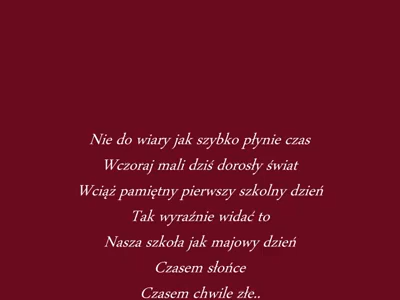 Nie do wiary jak szybko płynie czas
Wczoraj mali dziś dorosły świat
Wciąż pamiętny pierwszy szkolny dzień
Tak wyraźnie widać to
Nasza szkoła jak majowy dzień
Czasem słońce
Czasem chwile złe..